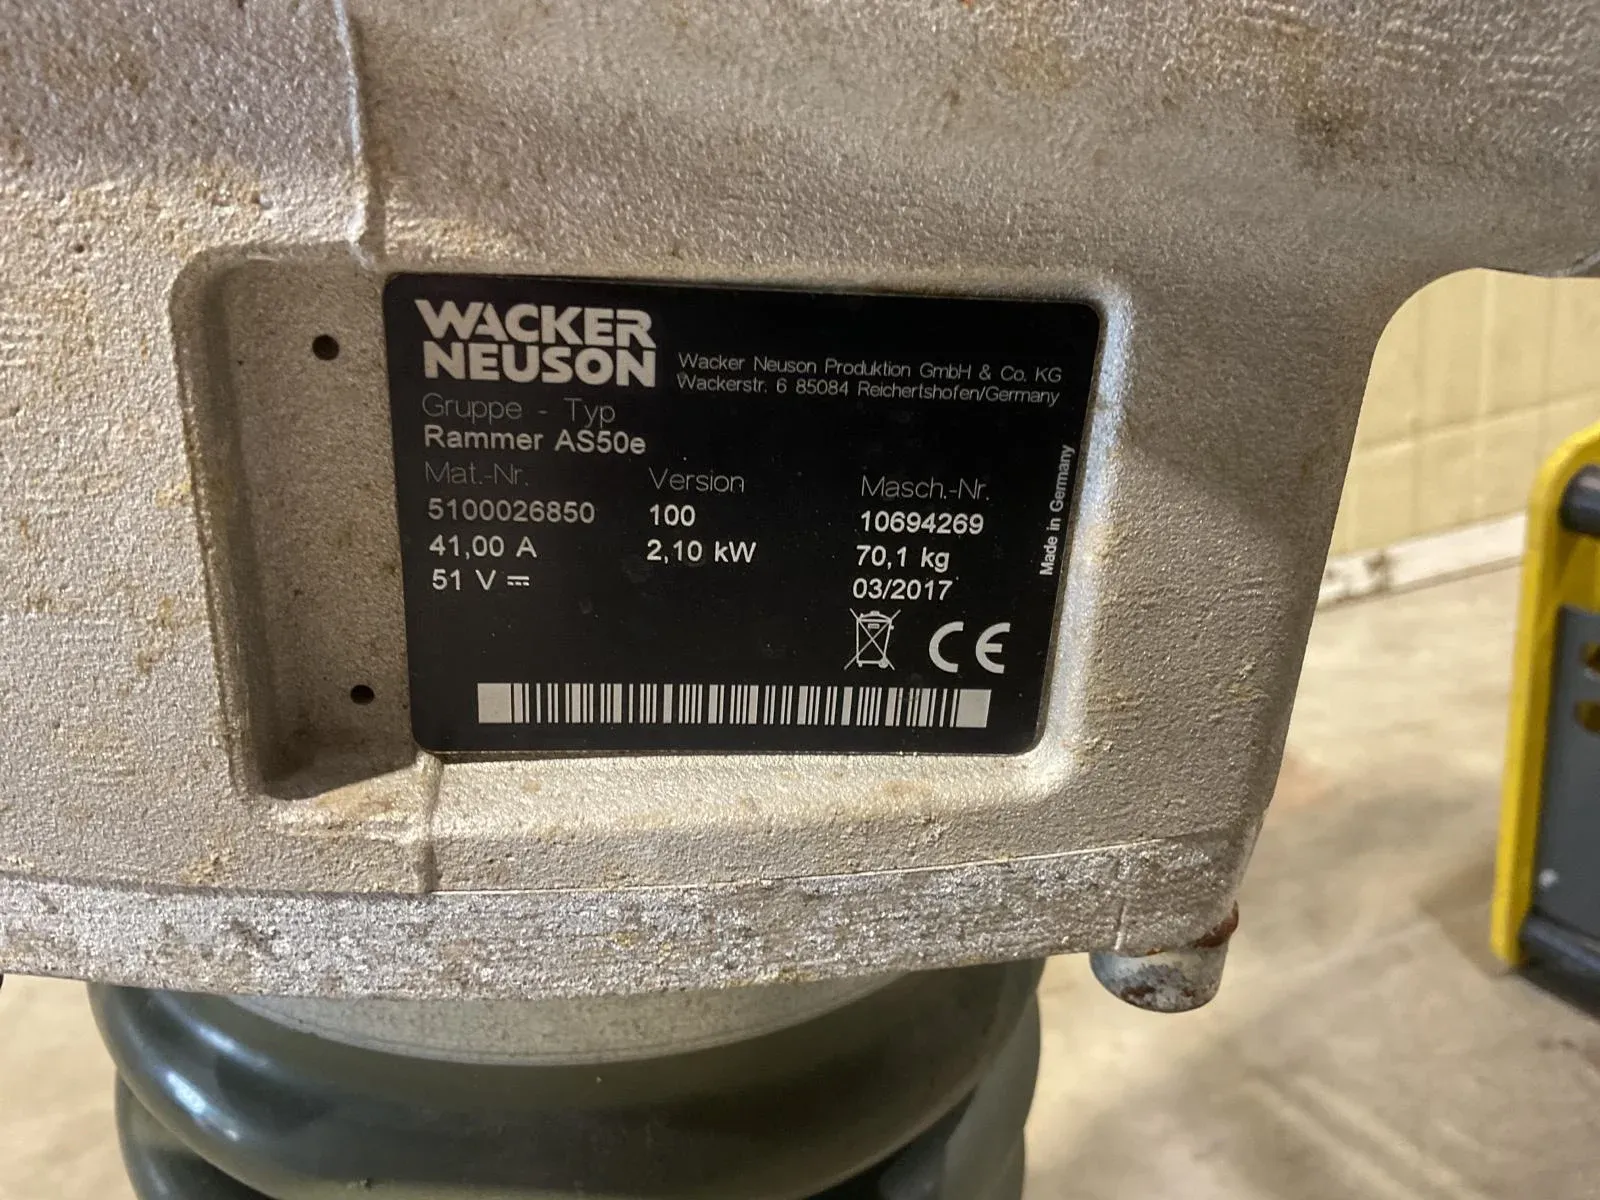 WACKER
NEUSON
Wacker Neuson Produktion GmbH & Co. KG
Wackerstr. 6 85084 Reichertshofen/Germany
Gruppe - Typ
Rammer AS50e
Mat.-Nr. Version Masch.-Nr.
5100026850 100 10694269
41,00 A 2,10 kW 70,1 kg
51 V ⎓ 03/2017
CE
Made in Germany